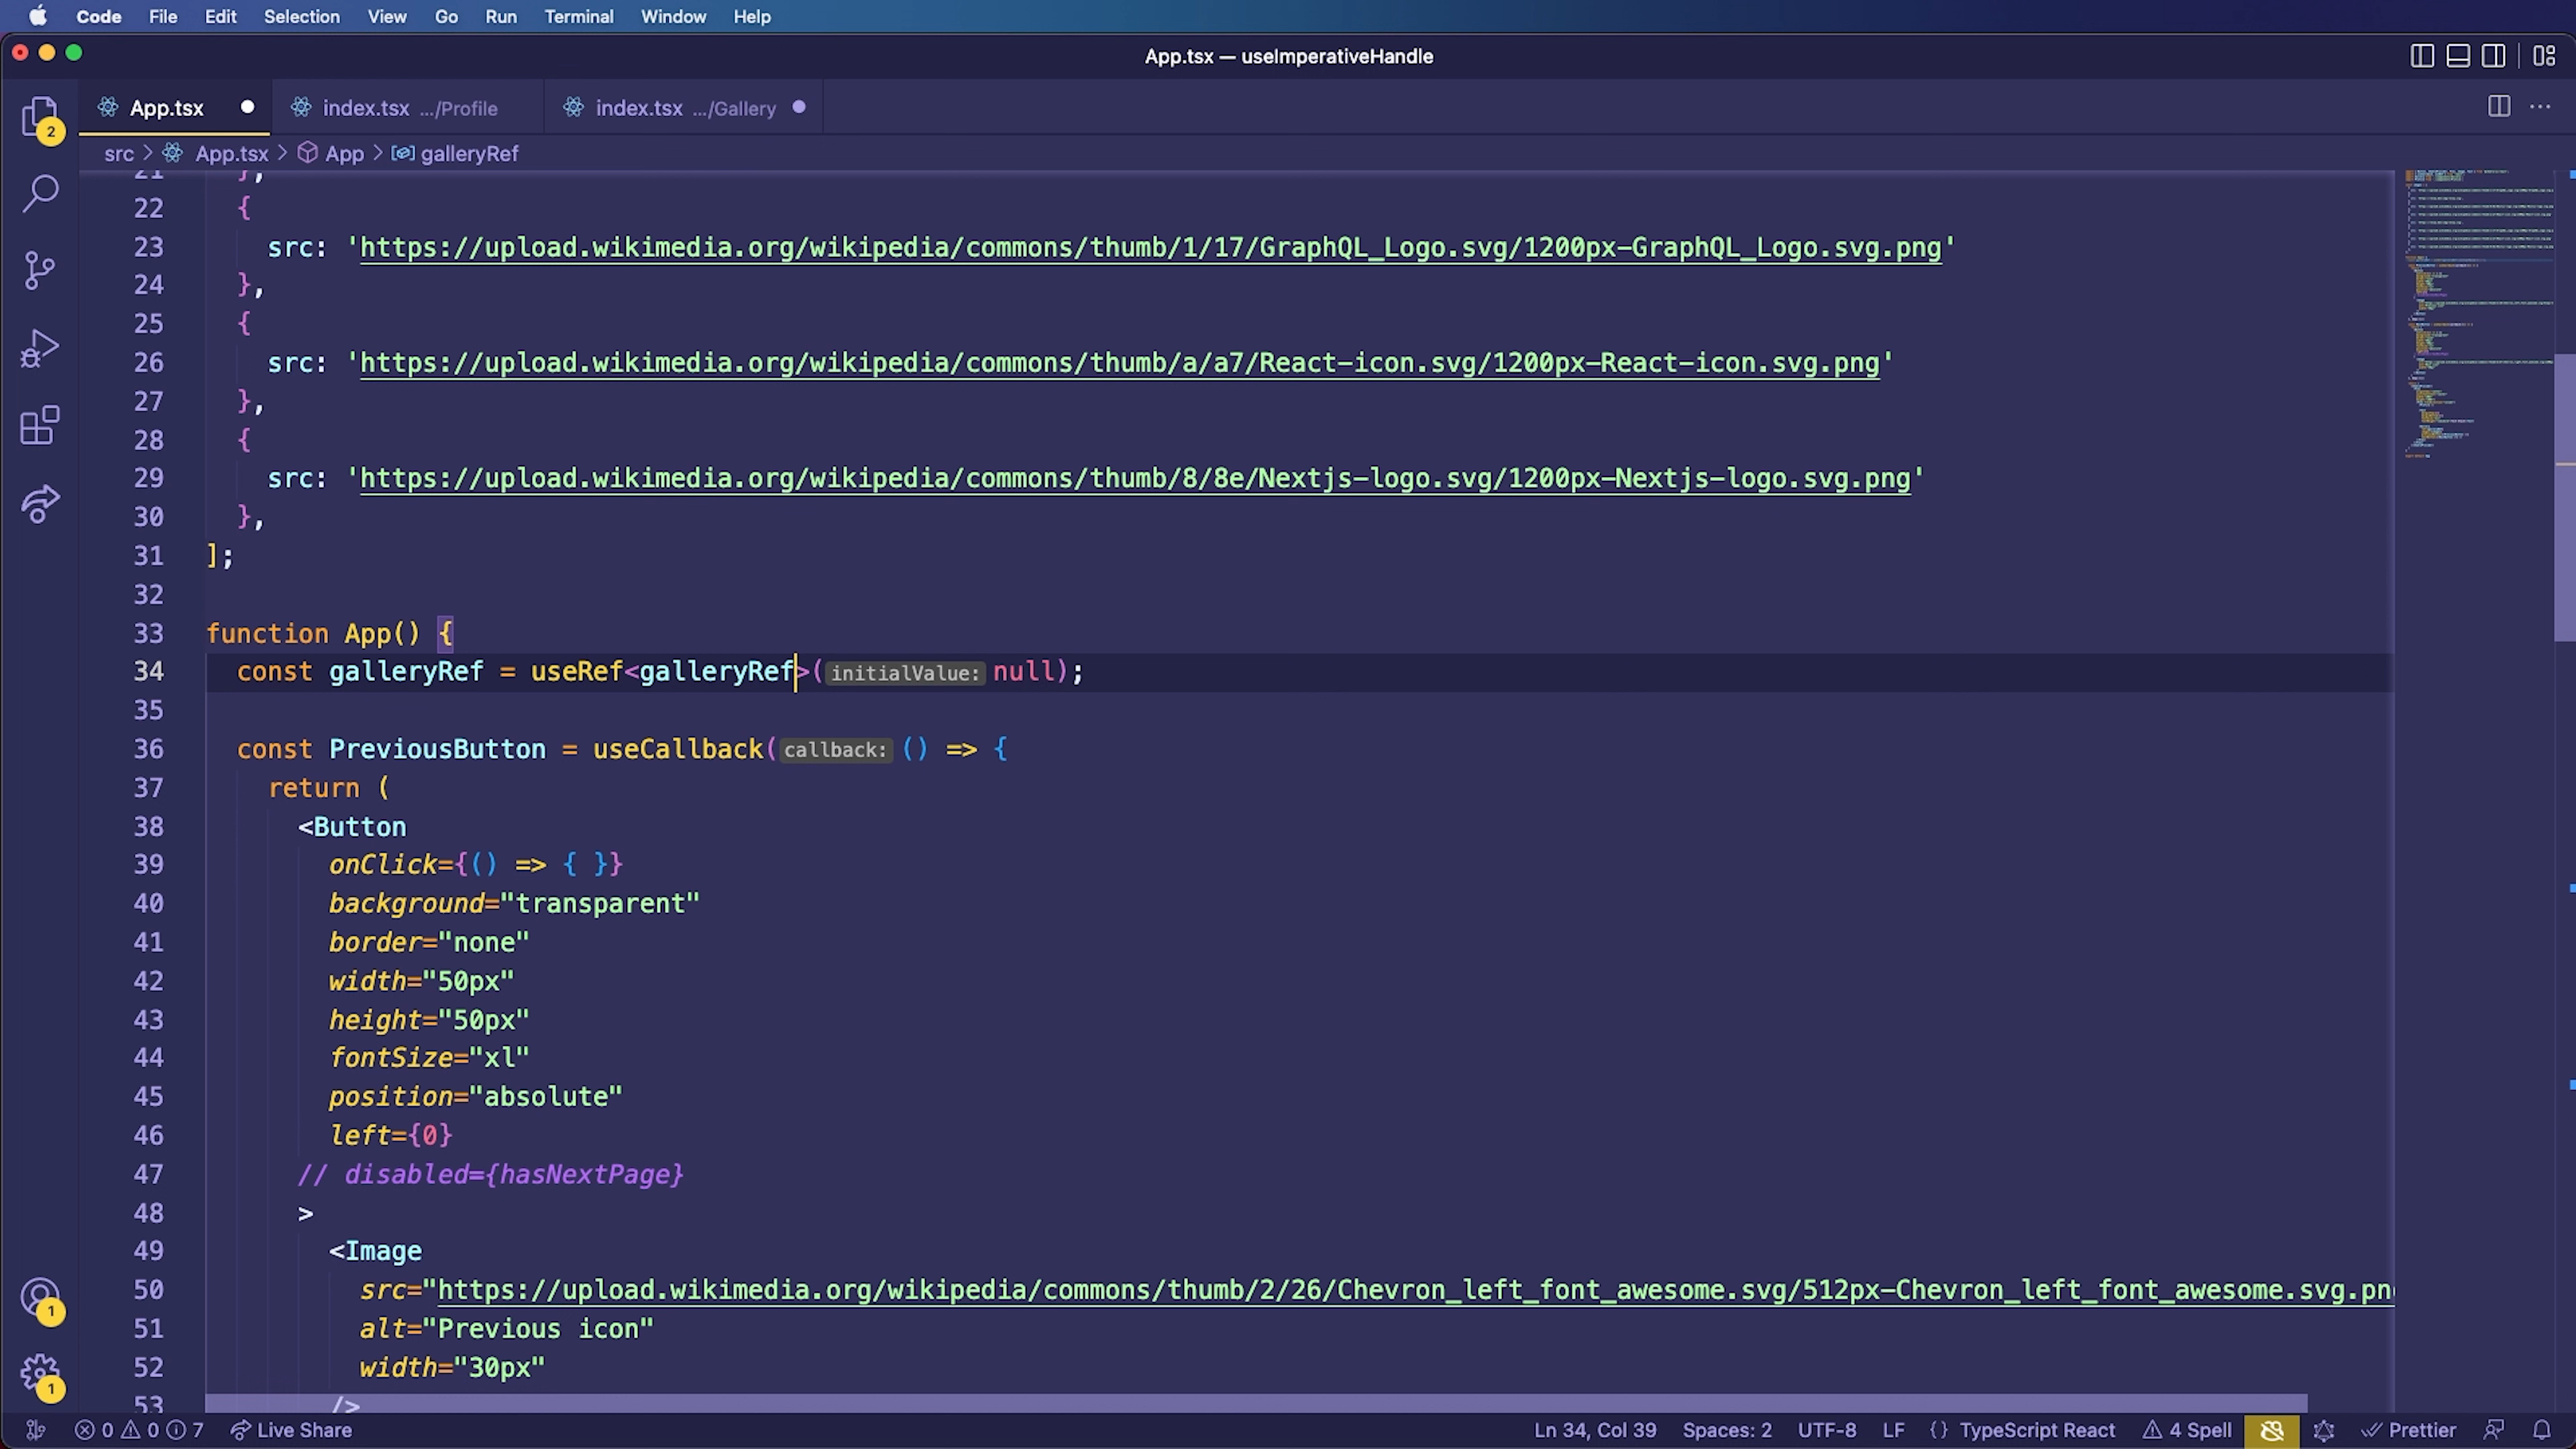 Code File Edit Selection View Go Run Terminal Window Help
App.tsx — useImperativeHandle
App.tsx index.tsx .../Profile index.tsx .../Gallery
2
src > App.tsx > App > galleryRef
21 },
22 {
23 src: 'https://upload.wikimedia.org/wikipedia/commons/thumb/1/17/GraphQL_Logo.svg/1200px-GraphQL_Logo.svg.png'
24 },
25 {
26 src: 'https://upload.wikimedia.org/wikipedia/commons/thumb/a/a7/React-icon.svg/1200px-React-icon.svg.png'
27 },
28 {
29 src: 'https://upload.wikimedia.org/wikipedia/commons/thumb/8/8e/Nextjs-logo.svg/1200px-Nextjs-logo.svg.png'
30 },
31 ];
32
33 function App() {
34 const galleryRef = useRef<galleryRef>(initialValue: null);
35
36 const PreviousButton = useCallback(callback: () => {
37 return (
38 <Button
39 onClick={() => { }}
40 background="transparent"
41 border="none"
42 width="50px"
43 height="50px"
44 fontSize="xl"
45 position="absolute"
46 left={0}
47 // disabled={hasNextPage}
48 >
49 <Image
50 src="https://upload.wikimedia.org/wikipedia/commons/thumb/2/26/Chevron_left_font_awesome.svg/512px-Chevron_left_font_awesome.svg.pn
51 alt="Previous icon"
52 width="30px"
53 />
1
1
0 0 7 Live Share Ln 34, Col 39 Spaces: 2 UTF-8 LF {} TypeScript React 4 Spell Prettier